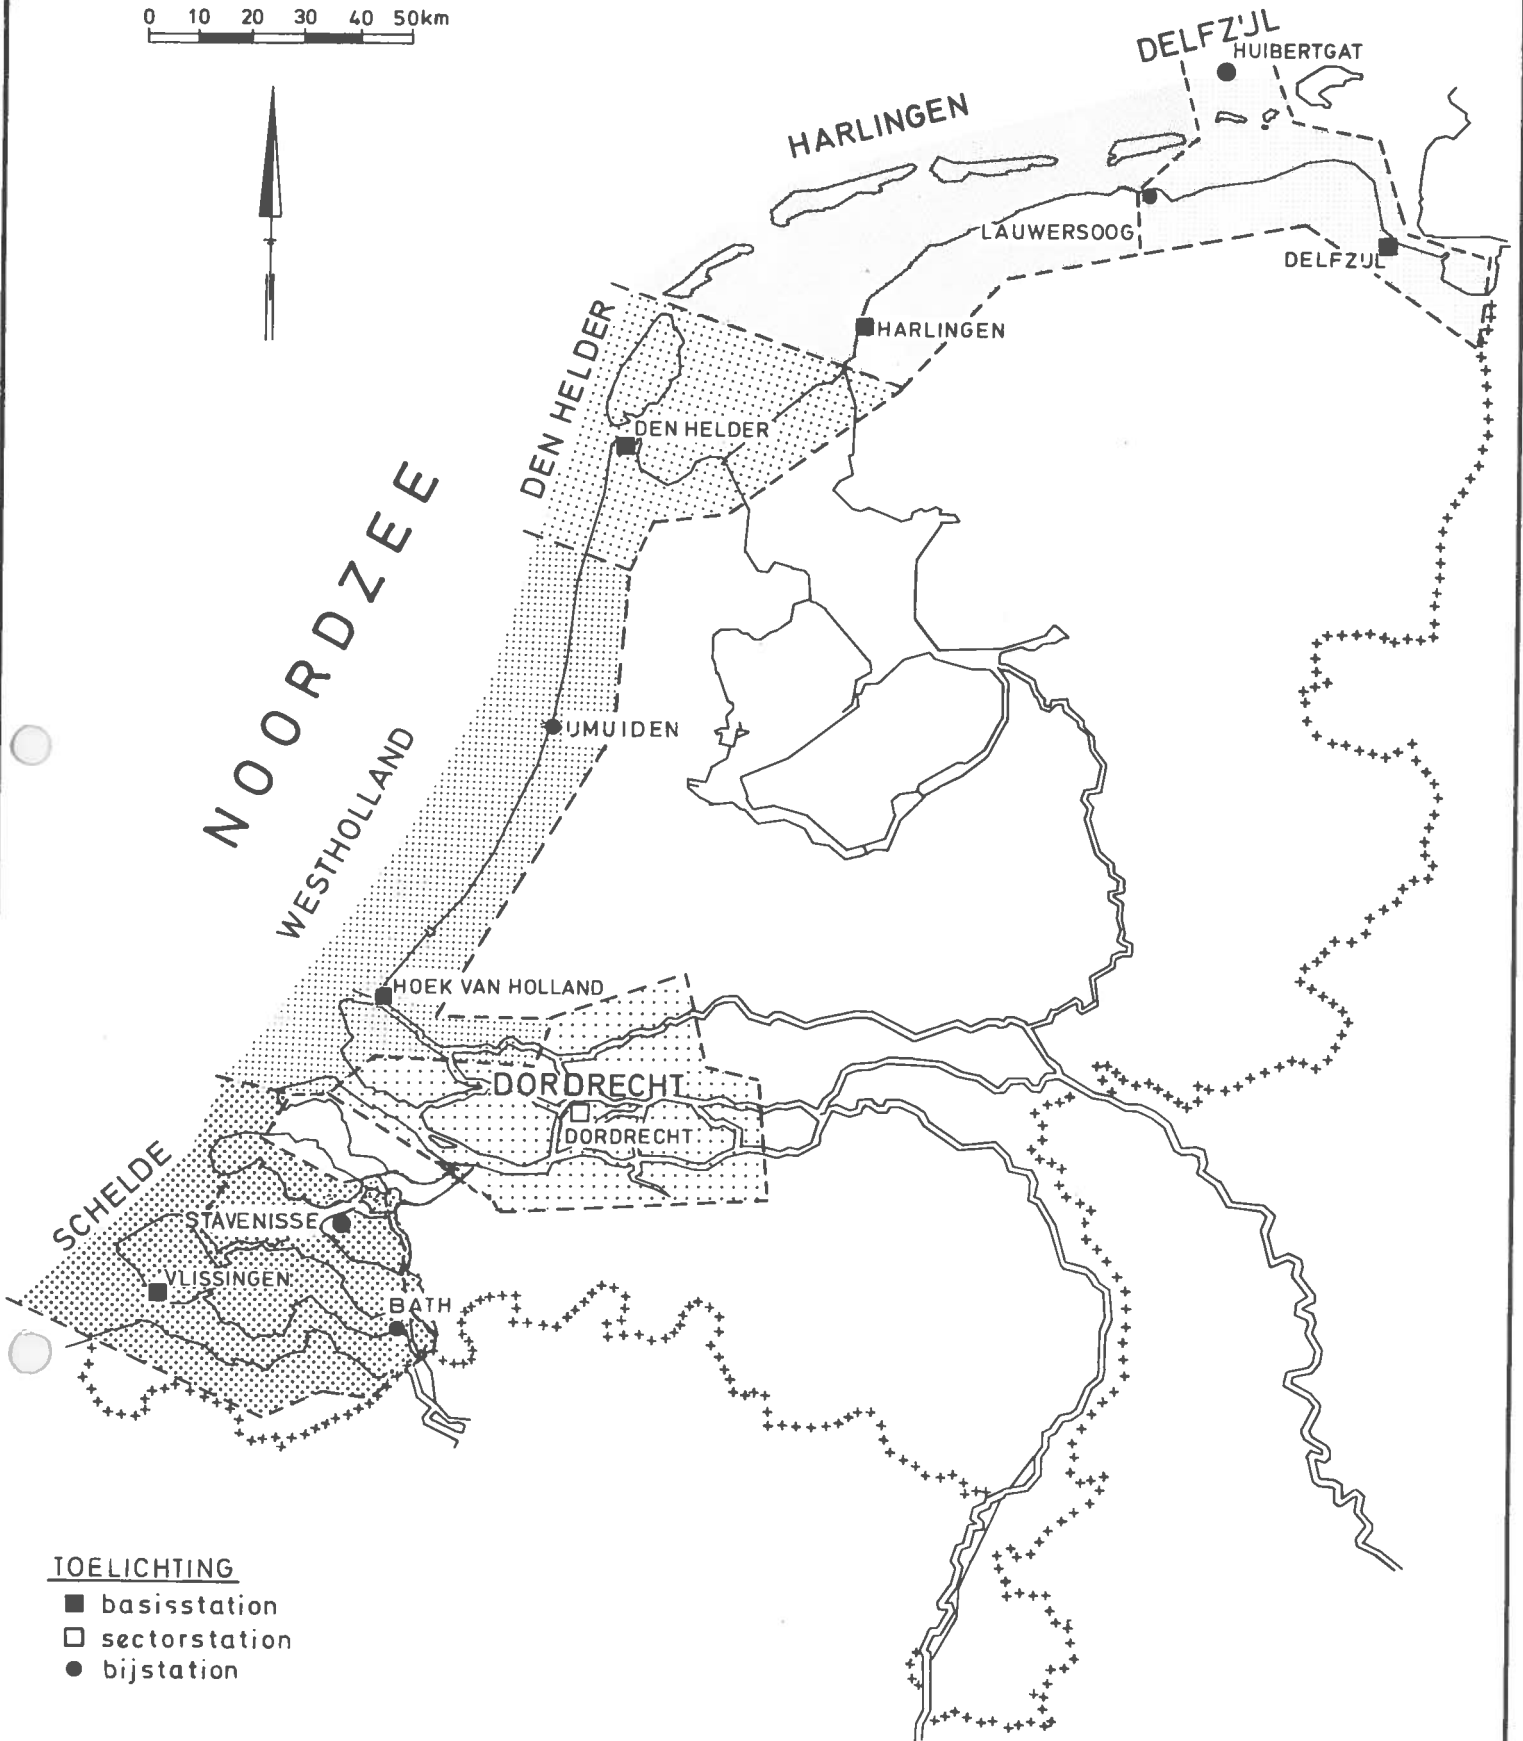 0 10 20 30 40 50km
DELFZIJL
HUIBERTGAT
HARLINGEN
LAUWERSOOG
DELFZIJL
HARLINGEN
DEN HELDER
DEN HELDER
NOORDZEE
IJMUIDEN
WESTHOLLAND
HOEK VAN HOLLAND
DORDRECHT
DORDRECHT
SCHELDE
STAVENISSE
VLISSINGEN
BATH
TOELICHTING
basisstation
sectorstation
bijstation